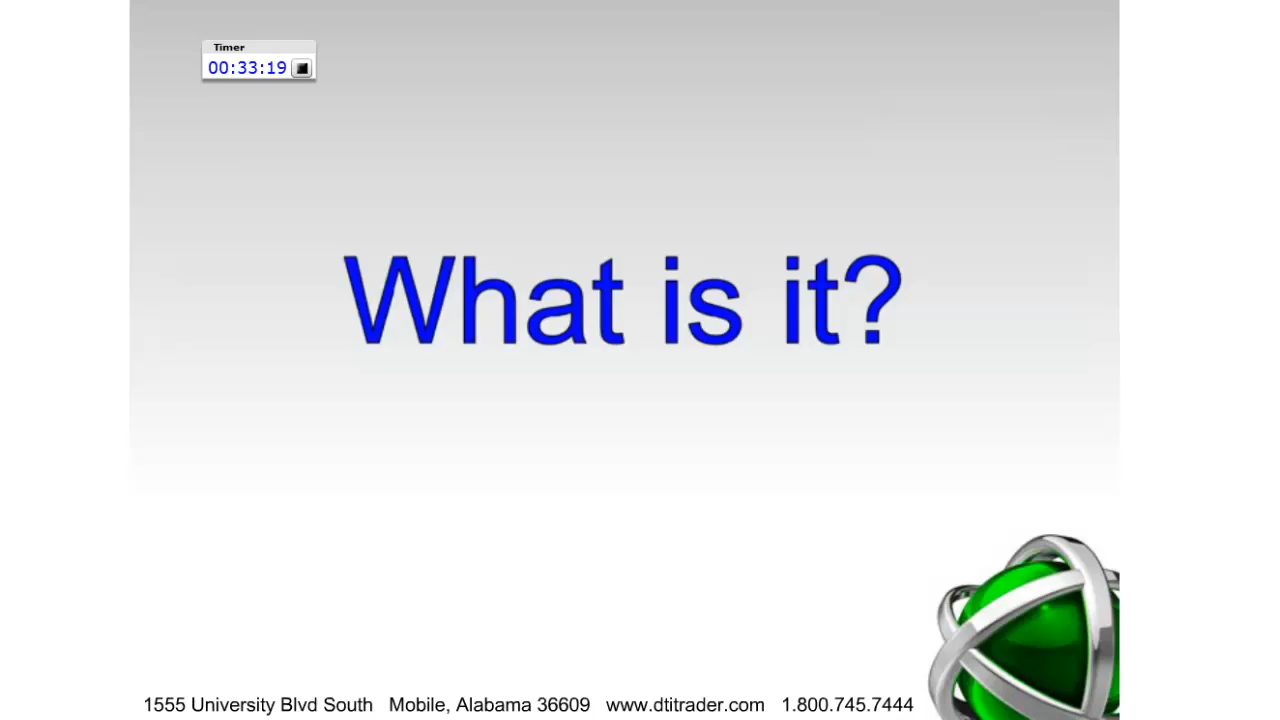 Timer
00:33:19
What is it?
1555 University Blvd South Mobile, Alabama 36609 www.dtitrader.com 1.800.745.7444